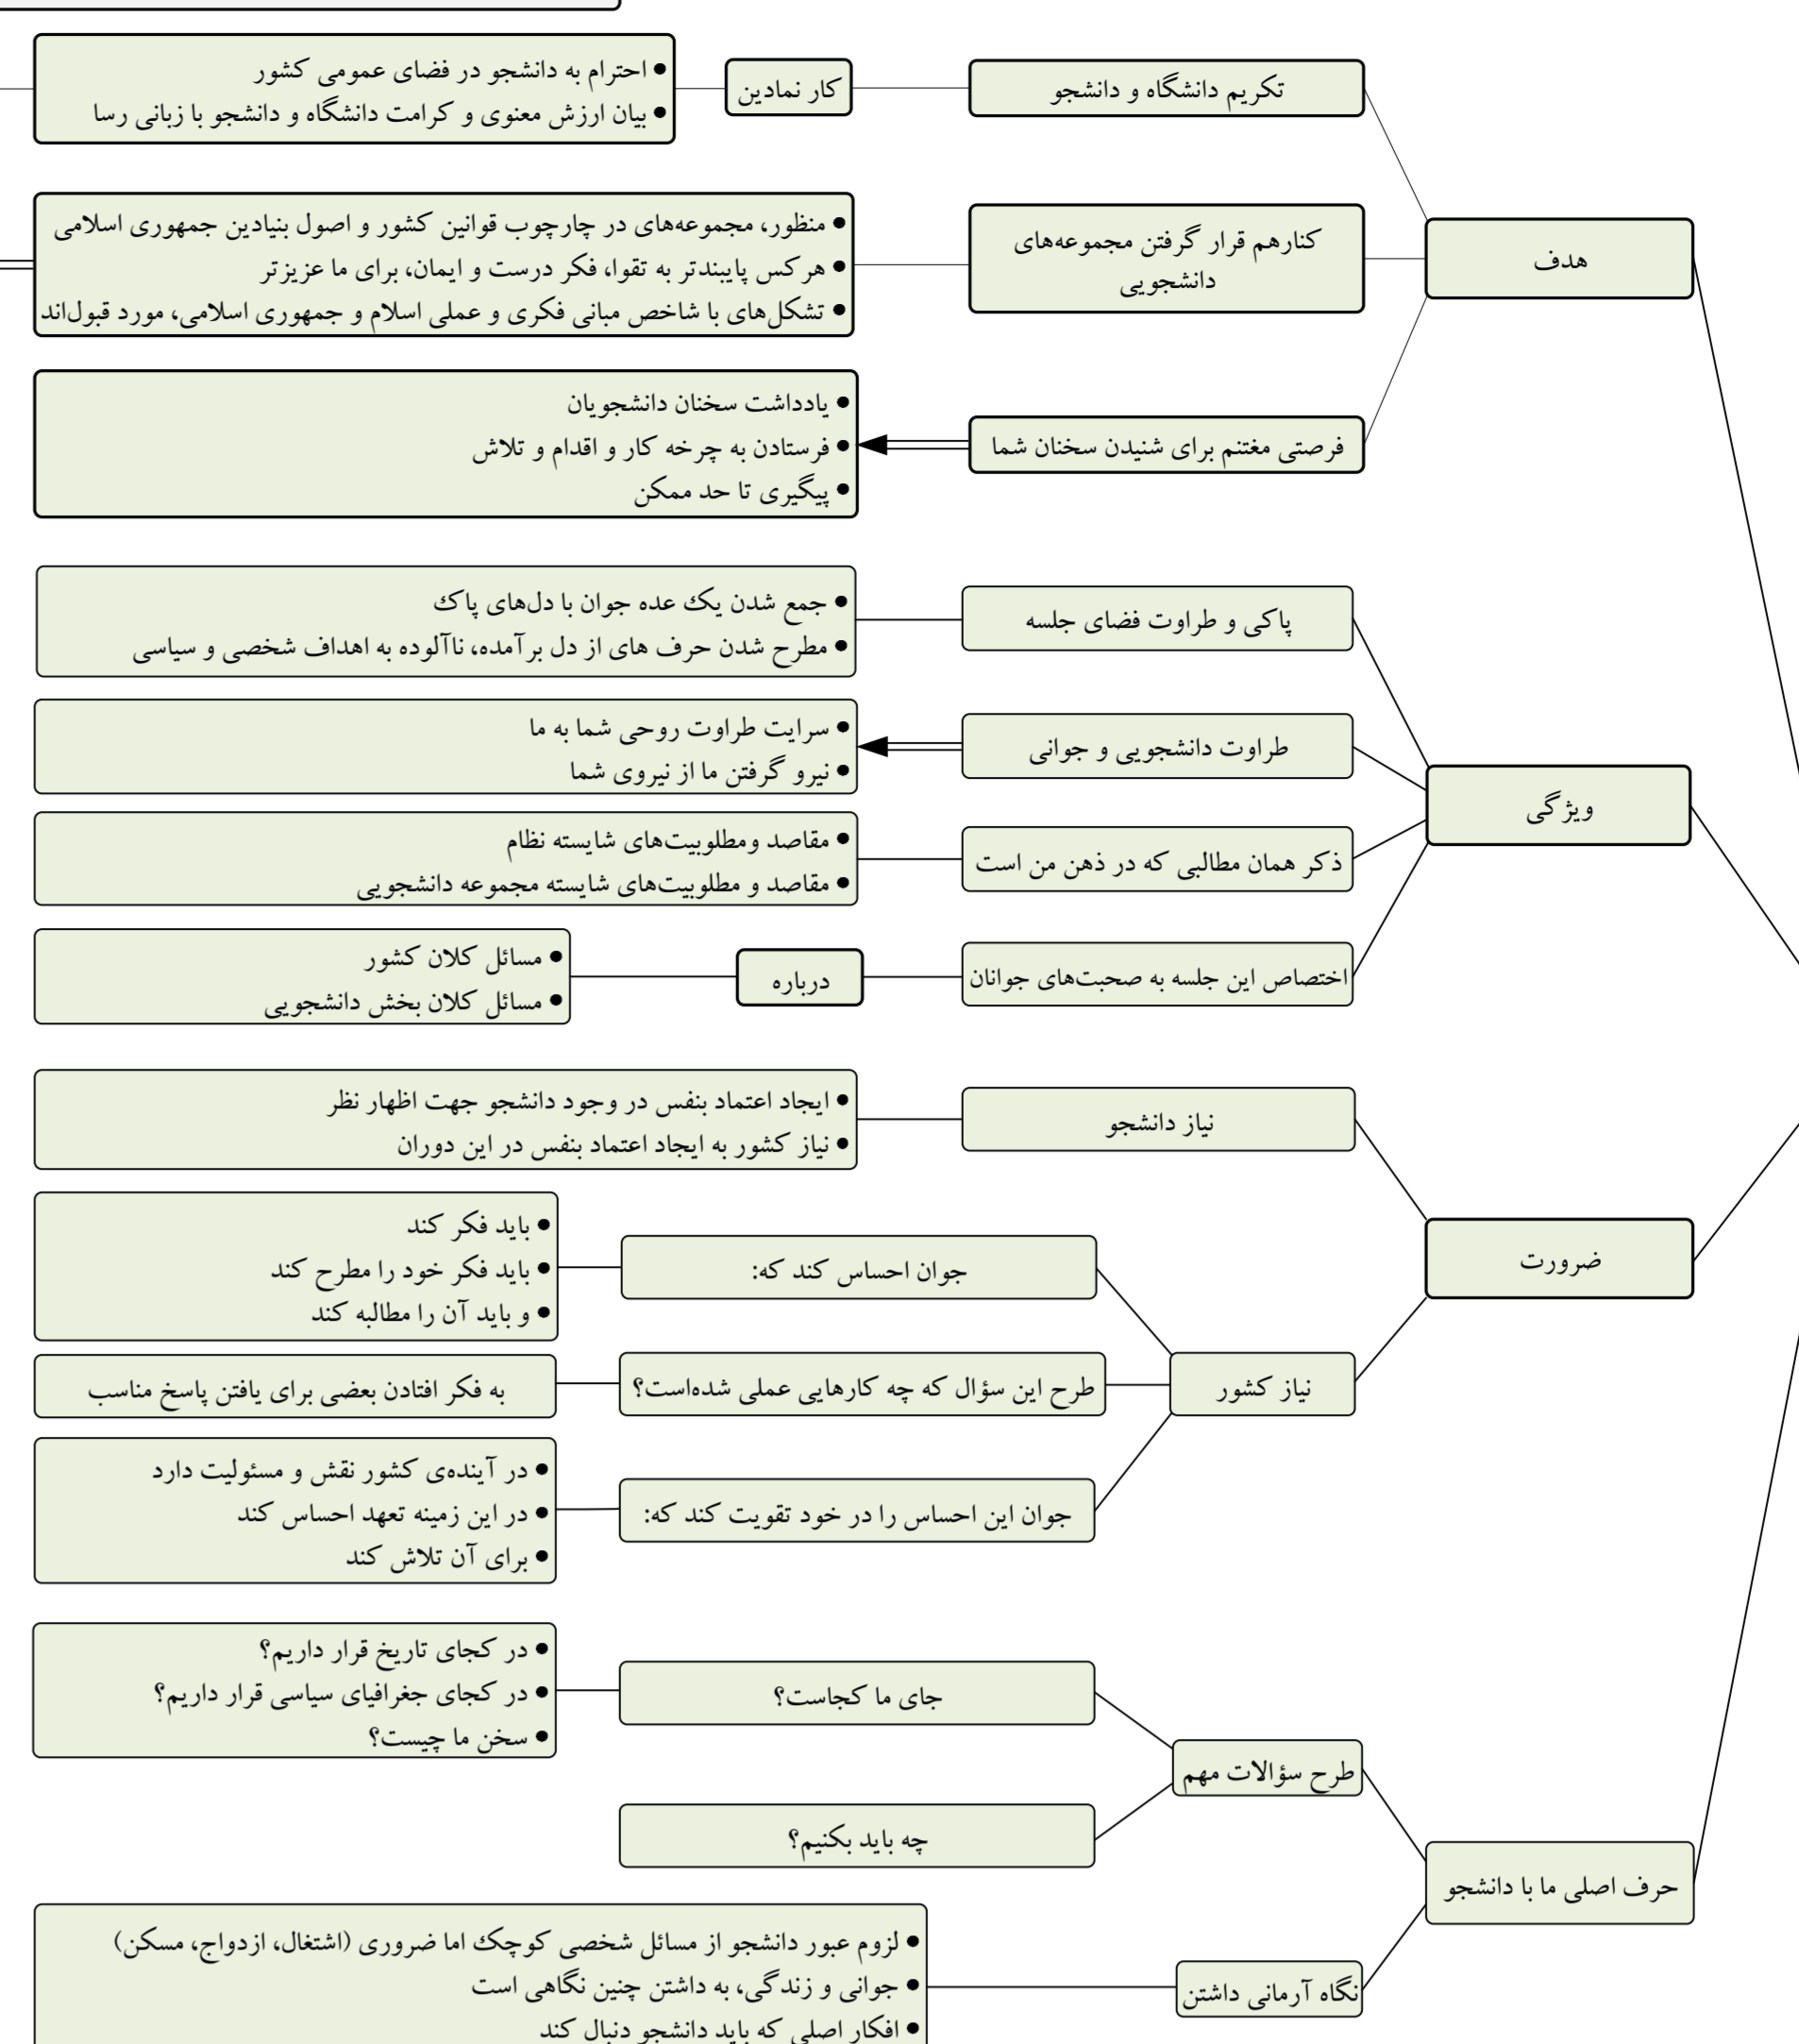 هدف
تکریم دانشگاه و دانشجو
کار نمادین
● احترام به دانشجو در فضای عمومی کشور
● بیان ارزش معنوی و کرامت دانشگاه و دانشجو با زبانی رسا
کنارهم قرار گرفتن مجموعه‌های
دانشجویی
● منظور، مجموعه‌های در چارچوب قوانین کشور و اصول بنیادین جمهوری اسلامی
● هرکس پایبندتر به تقوا، فکر درست و ایمان، برای ما عزیزتر
● تشکل‌های با شاخص مبانی فکری و عملی اسلام و جمهوری اسلامی، مورد قبول‌اند
فرصتی مغتنم برای شنیدن سخنان شما
● یادداشت سخنان دانشجویان
● فرستادن به چرخه کار و اقدام و تلاش
● پیگیری تا حد ممکن
ویژگی
پاکی و طراوت فضای جلسه
● جمع شدن یک عده جوان با دل‌های پاک
● مطرح شدن حرف های از دل برآمده، ناآلوده به اهداف شخصی و سیاسی
طراوت دانشجویی و جوانی
● سرایت طراوت روحی شما به ما
● نیرو گرفتن ما از نیروی شما
ذکر همان مطالبی که در ذهن من است
● مقاصد ومطلوبیت‌های شایسته نظام
● مقاصد و مطلوبیت‌های شایسته مجموعه دانشجویی
اختصاص این جلسه به صحبت‌های جوانان
درباره
● مسائل کلان کشور
● مسائل کلان بخش دانشجویی
ضرورت
نیاز دانشجو
● ایجاد اعتماد بنفس در وجود دانشجو جهت اظهار نظر
● نیاز کشور به ایجاد اعتماد بنفس در این دوران
نیاز کشور
جوان احساس کند که:
● باید فکر کند
● باید فکر خود را مطرح کند
● و باید آن را مطالبه کند
طرح این سؤال که چه کارهایی عملی شده‌است؟
به فکر افتادن بعضی برای یافتن پاسخ مناسب
جوان این احساس را در خود تقویت کند که:
● در آینده‌ی کشور نقش و مسئولیت دارد
● در این زمینه تعهد احساس کند
● برای آن تلاش کند
حرف اصلی ما با دانشجو
طرح سؤالات مهم
جای ما کجاست؟
● در کجای تاریخ قرار داریم؟
● در کجای جغرافیای سیاسی قرار داریم؟
● سخن ما چیست؟
چه باید بکنیم؟
نگاه آرمانی داشتن
● لزوم عبور دانشجو از مسائل شخصی کوچک اما ضروری (اشتغال، ازدواج، مسکن)
● جوانی و زندگی، به داشتن چنین نگاهی است
● افکار اصلی که باید دانشجو دنبال کند